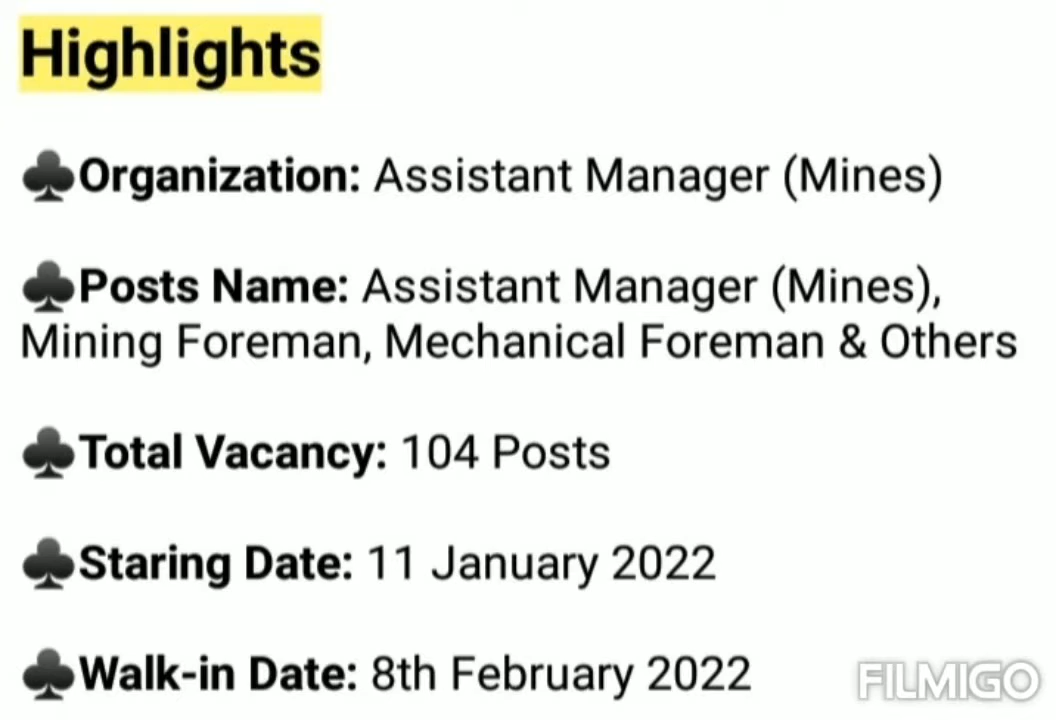 Highlights
♣Organization: Assistant Manager (Mines)
♣Posts Name: Assistant Manager (Mines),
Mining Foreman, Mechanical Foreman & Others
♣Total Vacancy: 104 Posts
♣Staring Date: 11 January 2022
♣Walk-in Date: 8th February 2022
FILMIGO